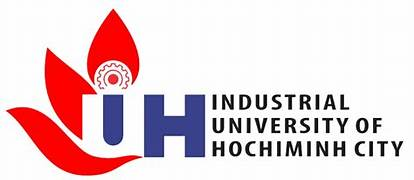 IUH
INDUSTRIAL
UNIVERSITY OF
HOCHIMINH CITY